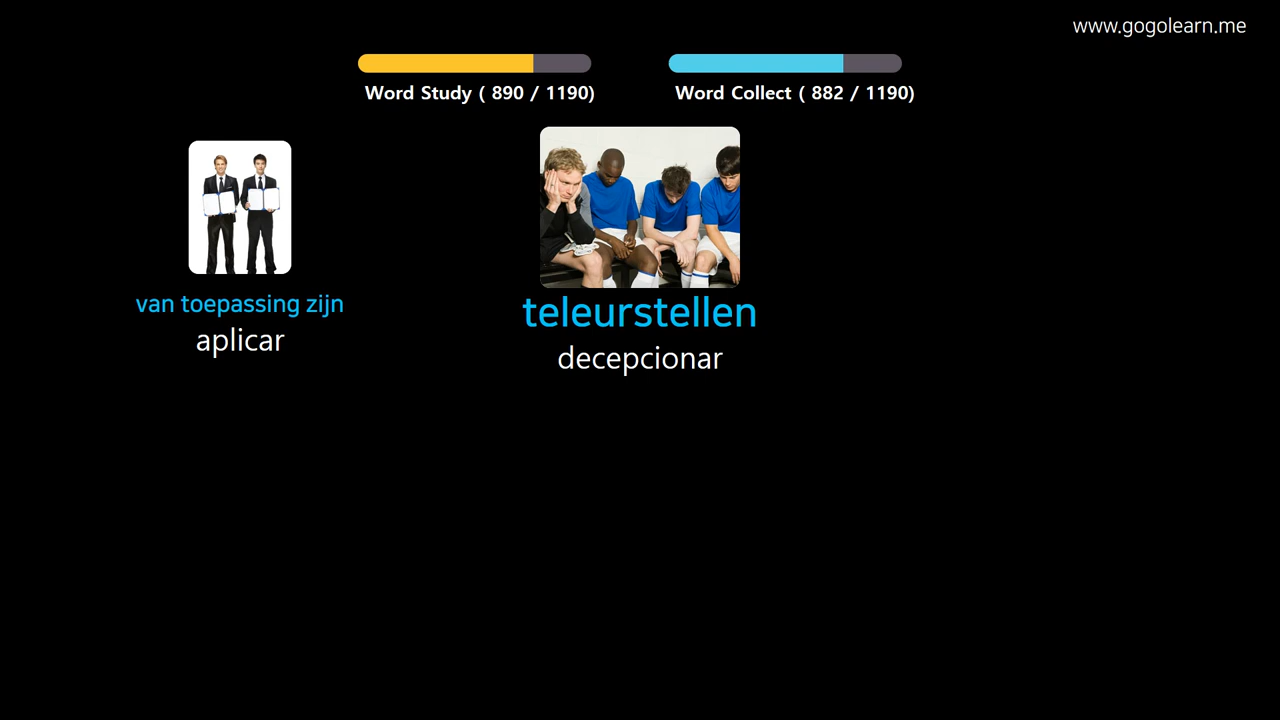 www.gogolearn.me
Word Study ( 890 / 1190)
Word Collect ( 882 / 1190)
van toepassing zijn
aplicar
teleurstellen
decepcionar